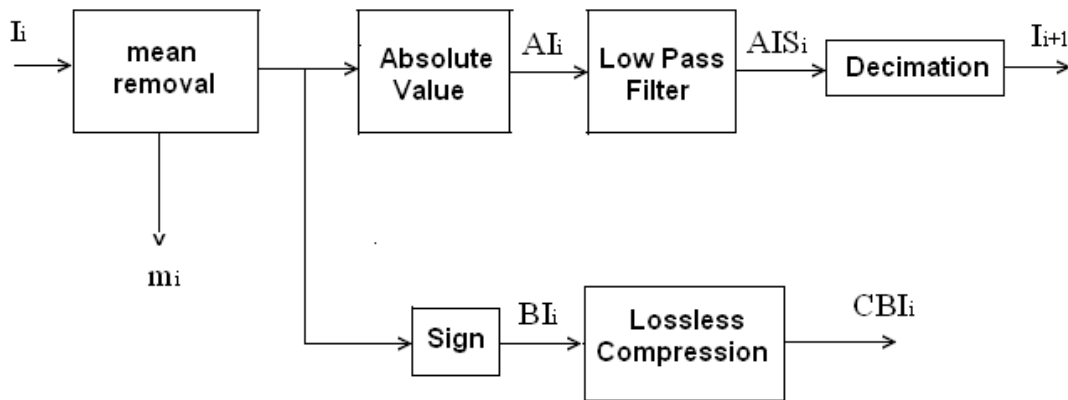 Ii
mean
removal
mi
Absolute
Value
AIi
Low Pass
Filter
AISi
Decimation
Ii+1
Sign
BIi
Lossless
Compression
CBIi